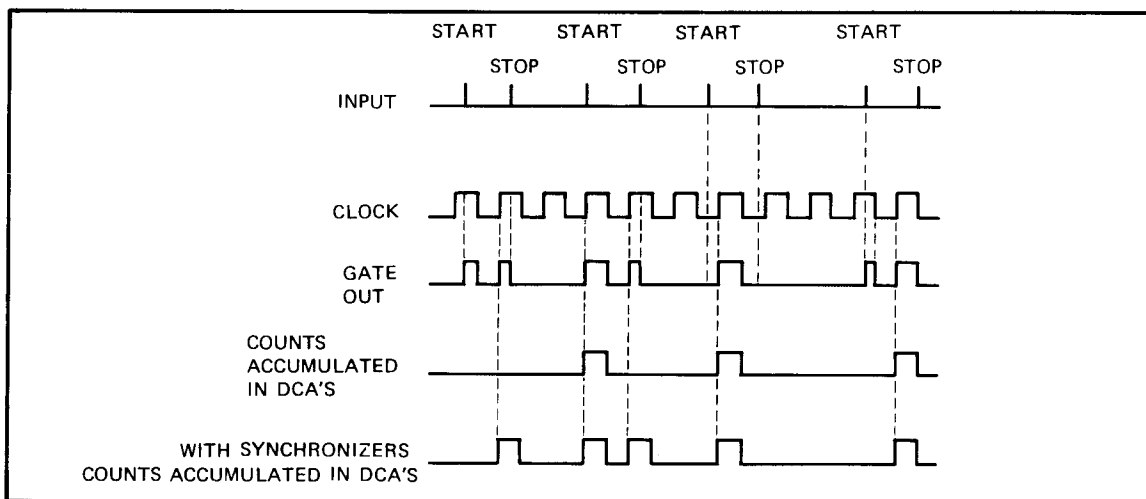 START START START START
STOP STOP STOP STOP
INPUT
CLOCK
GATE
OUT
COUNTS
ACCUMULATED
IN DCA'S
WITH SYNCHRONIZERS
COUNTS ACCUMULATED IN DCA'S